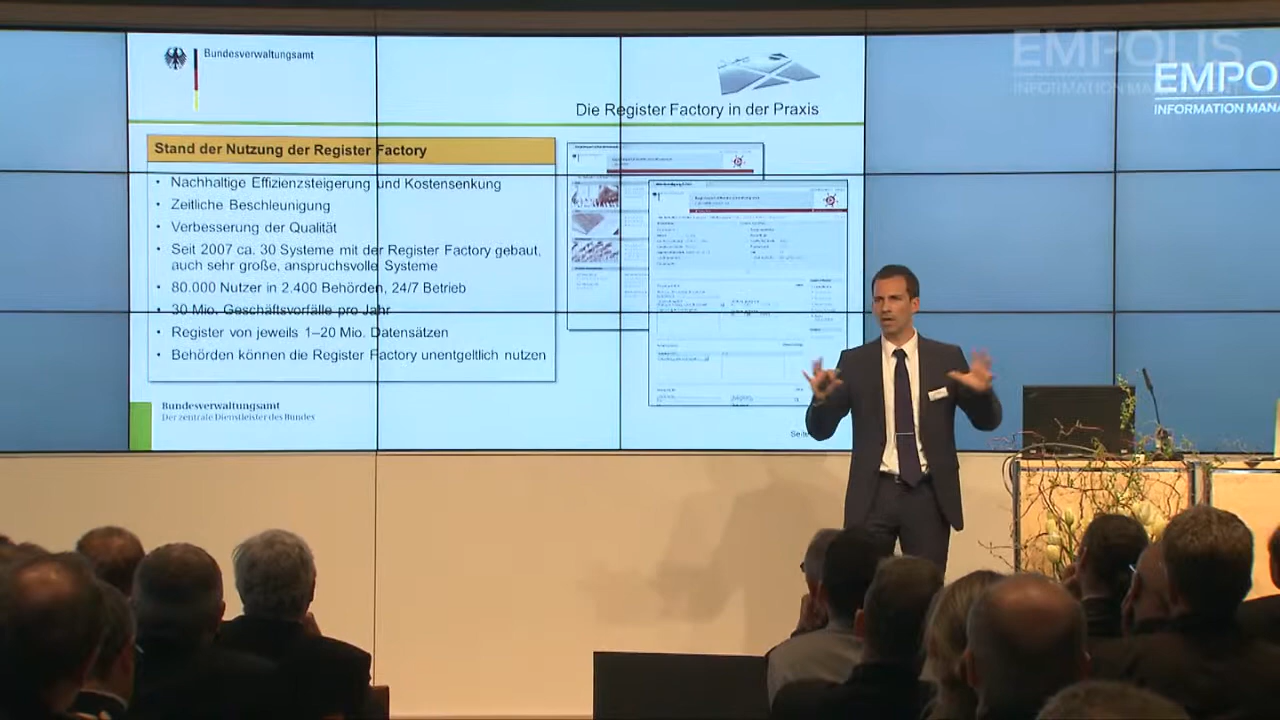 Bundesverwaltungsamt
Die Register Factory in der Praxis
Stand der Nutzung der Register Factory
• Nachhaltige Effizienzsteigerung und Kostensenkung
• Zeitliche Beschleunigung
• Verbesserung der Qualität
• Seit 2007 ca. 30 Systeme mit der Register Factory gebaut,
auch sehr große, anspruchsvolle Systeme
• 80.000 Nutzer in 2.400 Behörden, 24/7 Betrieb
• 30 Mio. Geschäftsvorfälle pro Jahr
• Register von jeweils 1–20 Mio. Datensätzen
• Behörden können die Register Factory unentgeltlich nutzen
Bundesverwaltungsamt
Der zentrale Dienstleister des Bundes
Seite
EMPOLIS
INFORMATION MANAGEMENT
EMPO
INFORMATION MANA